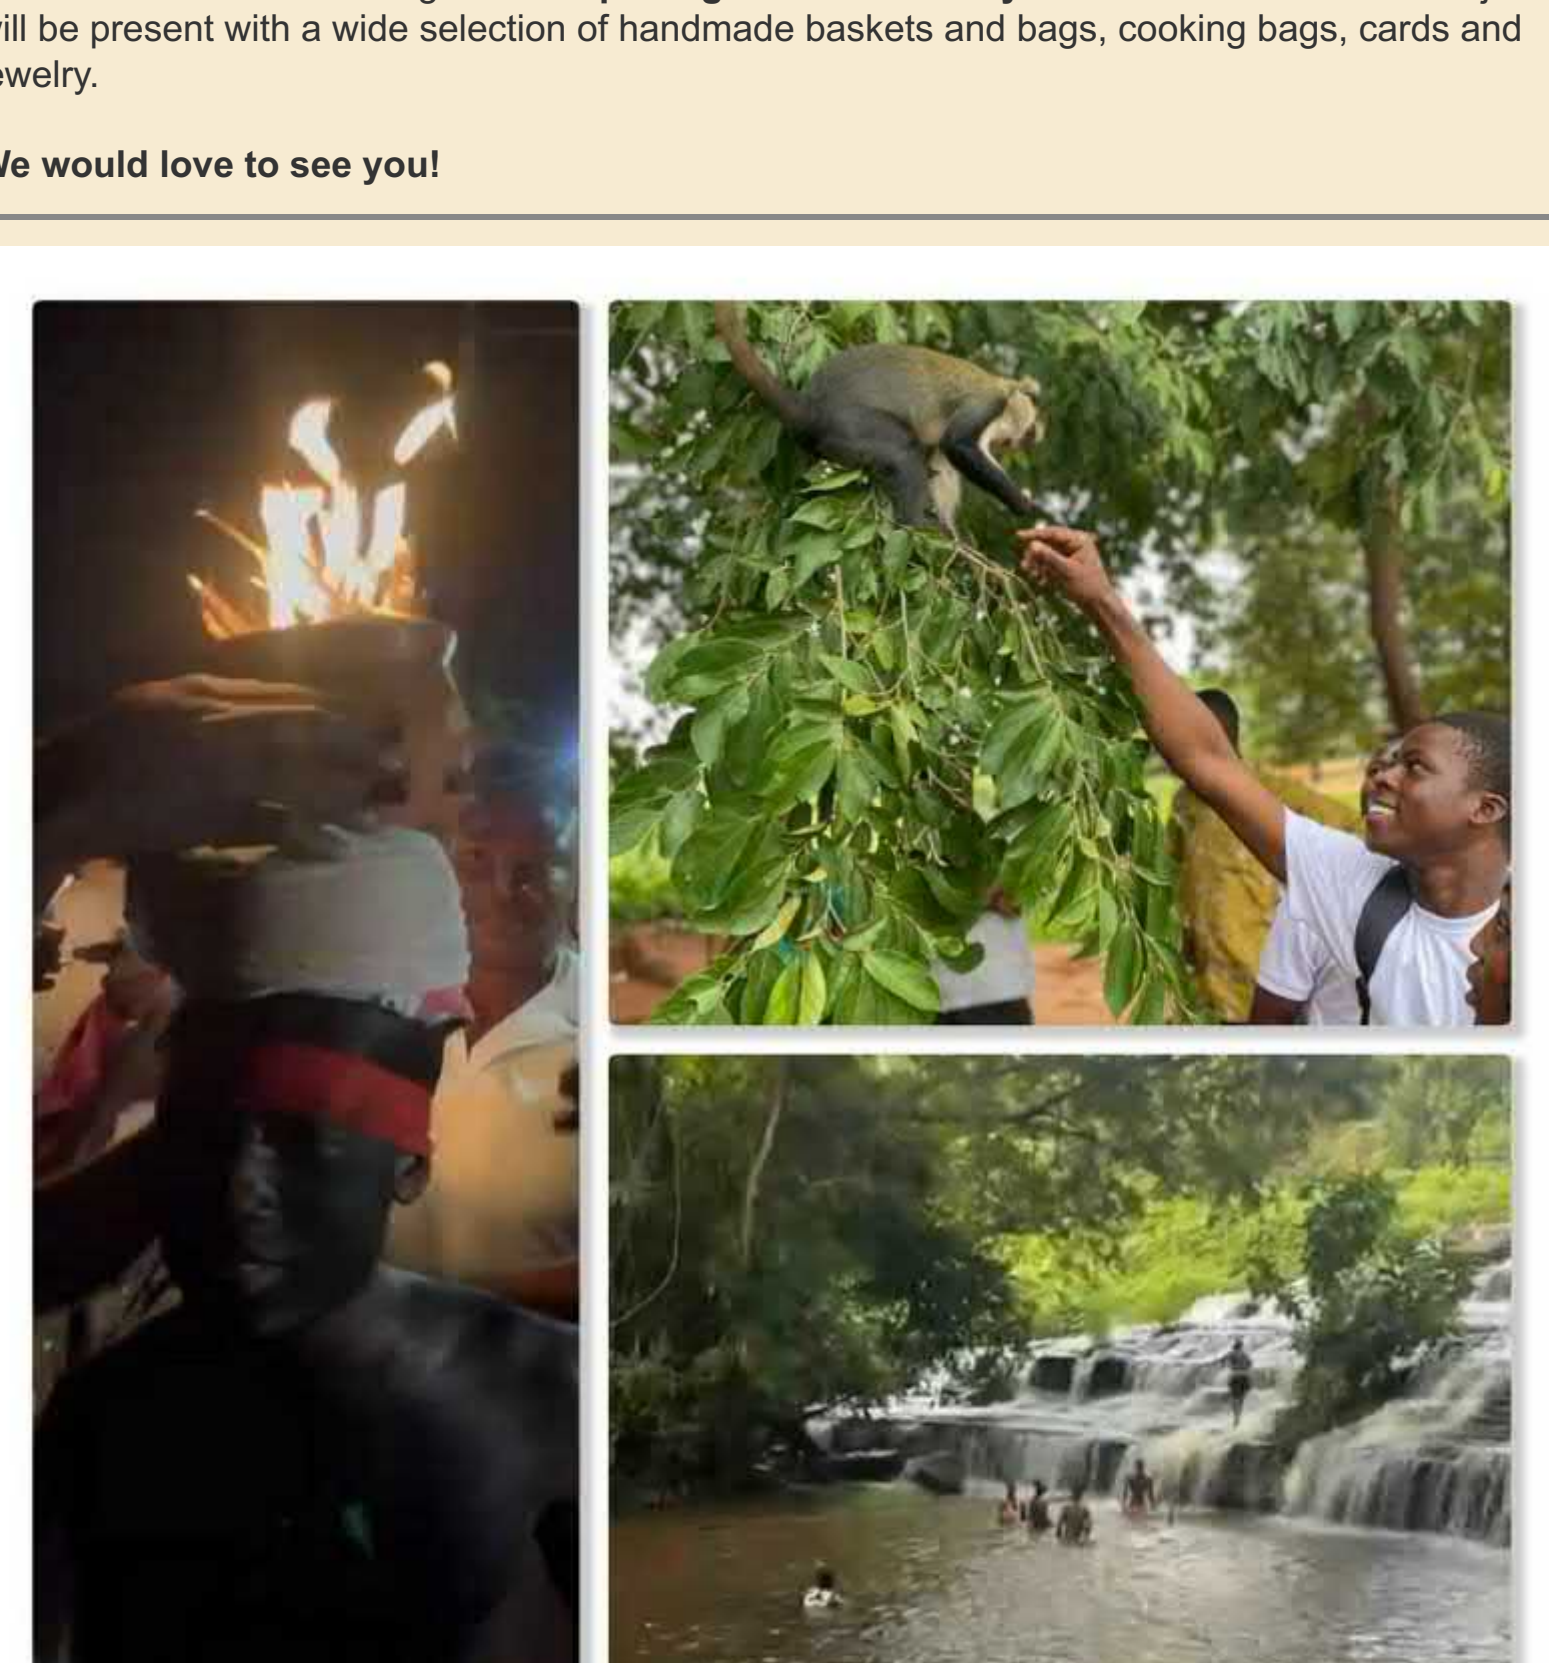 will be present with a wide selection of handmade baskets and bags, cooking bags, cards and
jewelry.
We would love to see you!